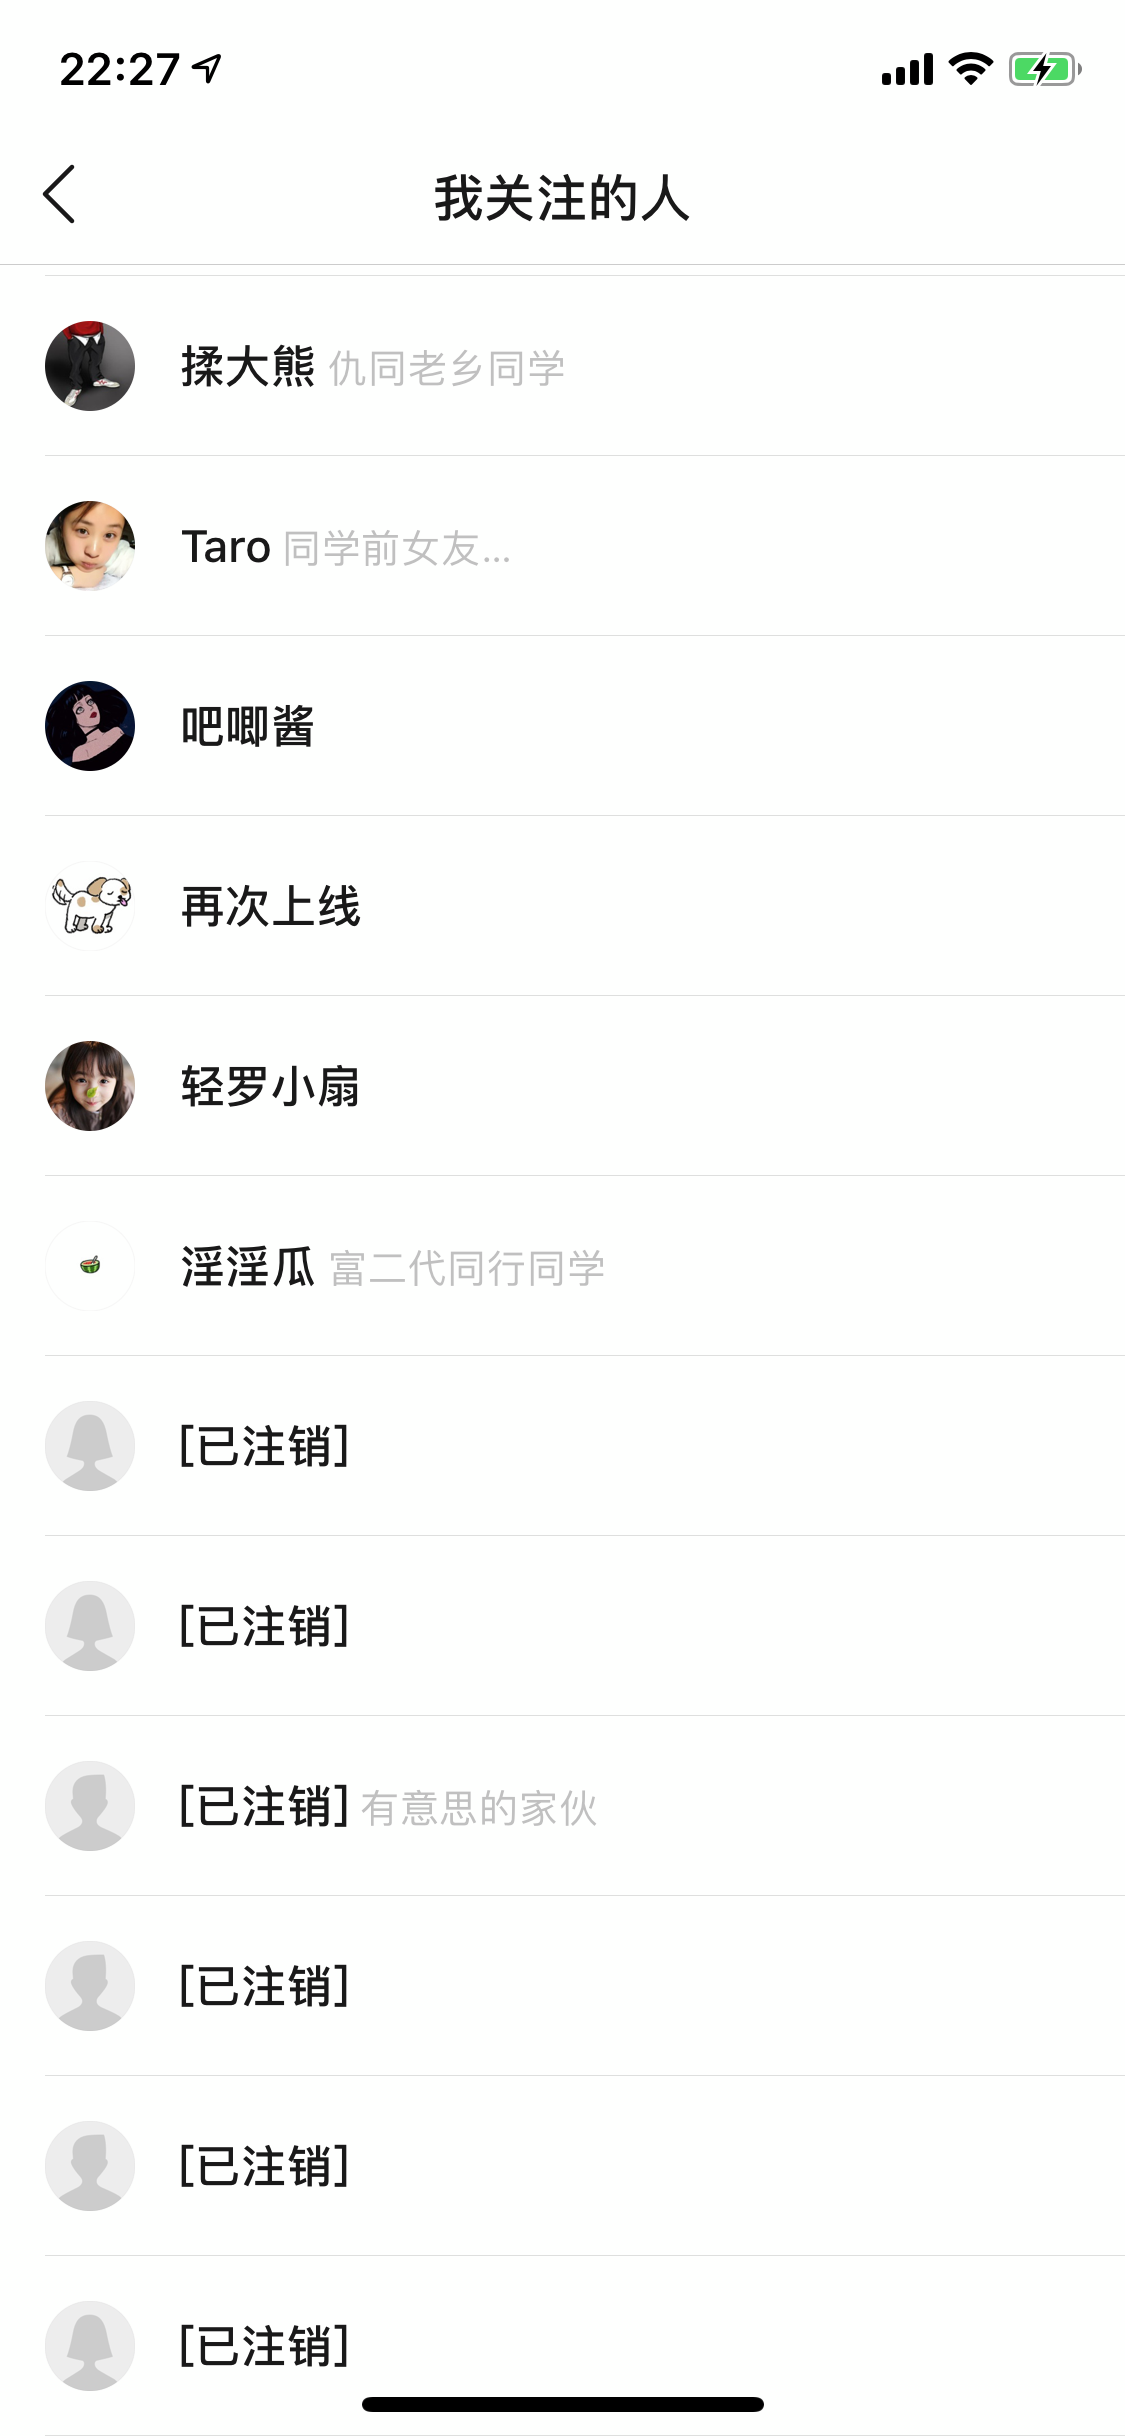 22:27
我关注的人
揉大熊 仇同老乡同学
Taro 同学前女友...
吧唧酱
再次上线
轻罗小扇
淫淫瓜 富二代同行同学
[已注销]
[已注销]
[已注销] 有意思的家伙
[已注销]
[已注销]
[已注销]